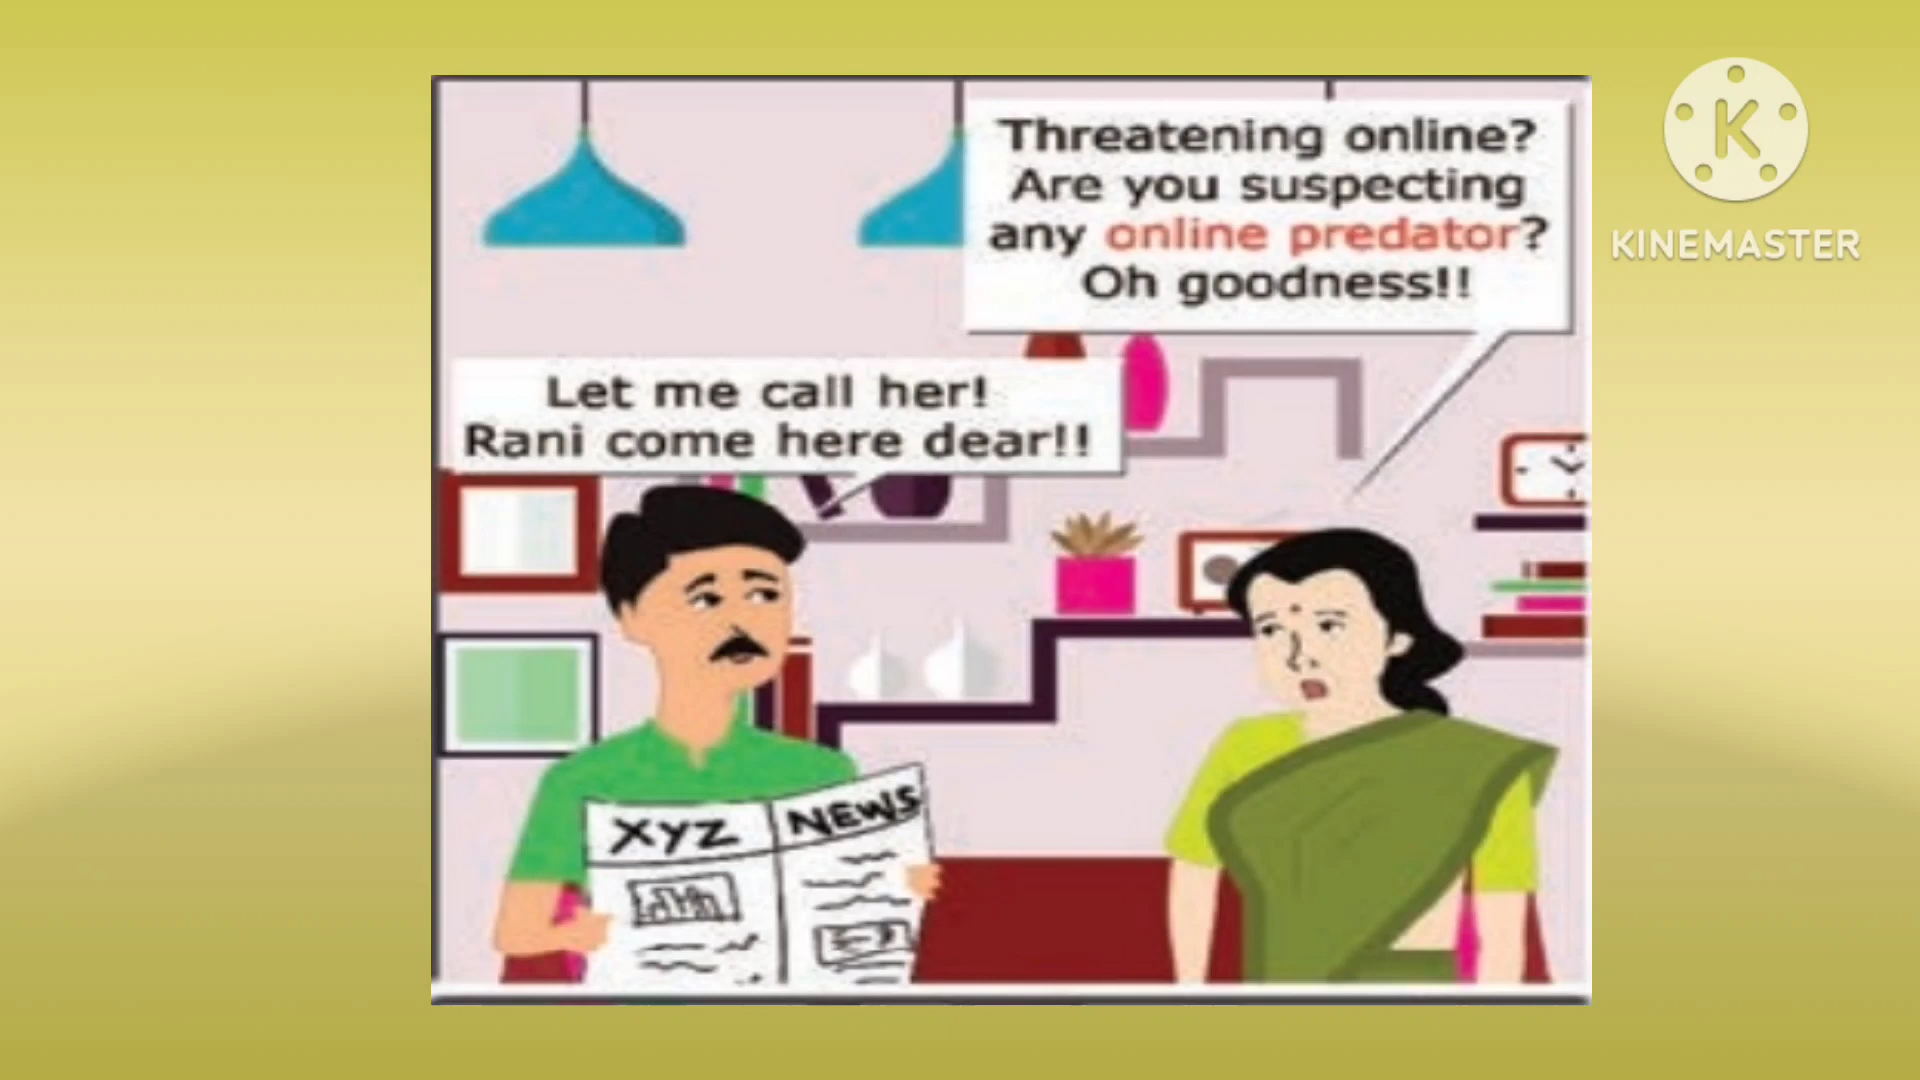 Threatening online?
Are you suspecting
any online predator?
Oh goodness!!
Let me call her!
Rani come here dear!!
XYZ NEWS
K
KINEMASTER